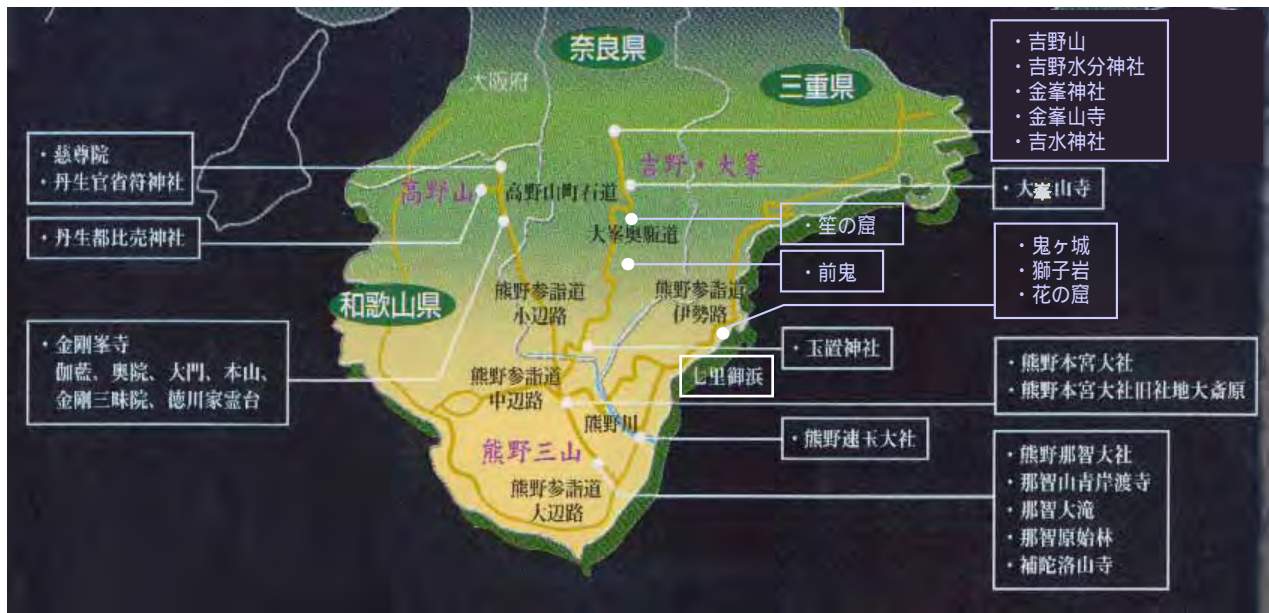 奈良県
大阪府
三重県
・吉野山
・吉野水分神社
・金峯神社
・金峯山寺
・吉水神社
・慈尊院
・丹生官省符神社
高野山
高野山町石道
吉野・大峯
・大峯山寺
・丹生都比売神社
大峯奥駈道
・笙の窟
・鬼ヶ城
・獅子岩
・花の窟
・前鬼
和歌山県
熊野参詣道
小辺路
熊野参詣道
伊勢路
・金剛峯寺
伽藍、奥院、大門、本山、
金剛三昧院、徳川家霊台
・玉置神社
七里御浜
・熊野本宮大社
・熊野本宮大社旧社地大斎原
熊野参詣道
中辺路
熊野川
・熊野速玉大社
熊野三山
熊野参詣道
大辺路
・熊野那智大社
・那智山青岸渡寺
・那智大滝
・那智原始林
・補陀洛山寺